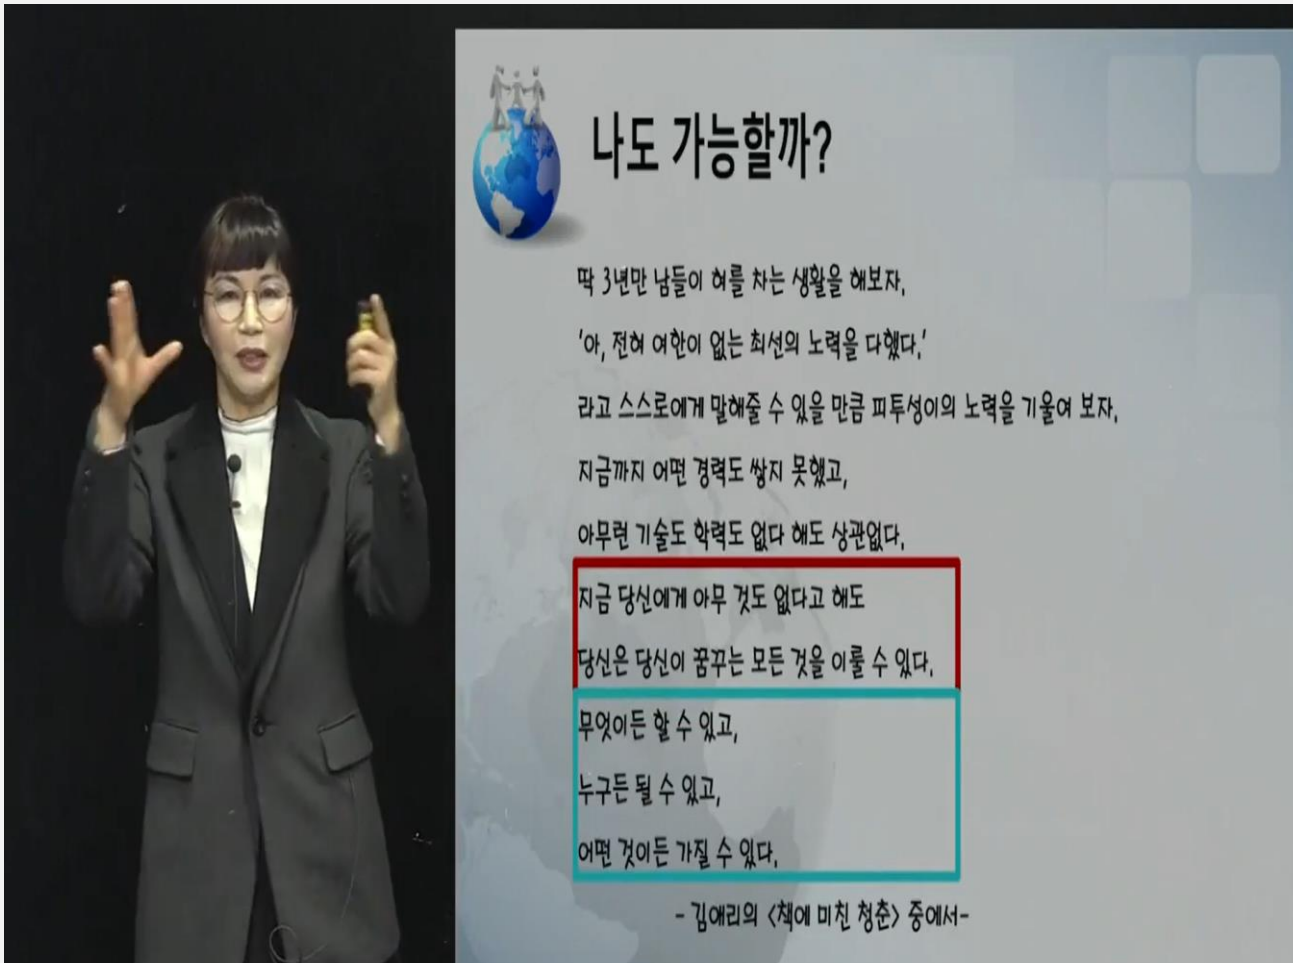 나도 가능할까?
딱 3년만 남들이 혀를 차는 생활을 해보자.
'아, 전혀 여한이 없는 최선의 노력을 다했다.'
라고 스스로에게 말해줄 수 있을 만큼 피투성이의 노력을 기울여 보자.
지금까지 어떤 경력도 쌓지 못했고,
아무런 기술도 학력도 없다 해도 상관없다.
지금 당신에게 아무 것도 없다고 해도
당신은 당신이 꿈꾸는 모든 것을 이룰 수 있다.
무엇이든 할 수 있고,
누구든 될 수 있고,
어떤 것이든 가질 수 있다.
- 김애리의 <책에 미친 청춘> 중에서-